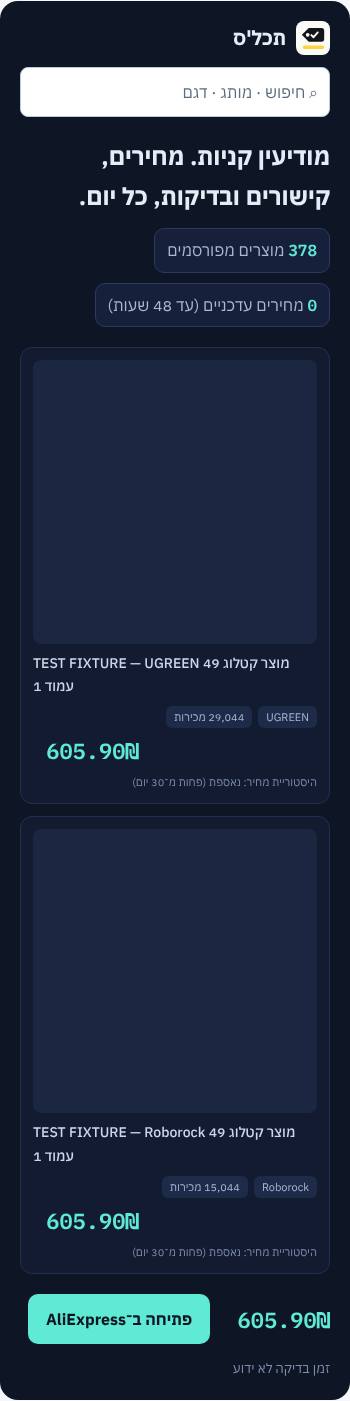 תכל'ס
חיפוש · מותג · דגם
מודיעין קניות. מחירים,
קישורים ובדיקות, כל יום.
378 מוצרים מפורסמים
0 מחירים עדכניים (עד 48 שעות)
TEST FIXTURE — UGREEN מוצר קטלוג 49
עמוד 1
UGREEN
29,044 מכירות
₪605.90
היסטוריית מחיר: נאספת (פחות מ־30 יום)
TEST FIXTURE — Roborock מוצר קטלוג 49
עמוד 1
Roborock
15,044 מכירות
₪605.90
היסטוריית מחיר: נאספת (פחות מ־30 יום)
₪605.90
פתיחה ב־AliExpress
זמן בדיקה לא ידוע